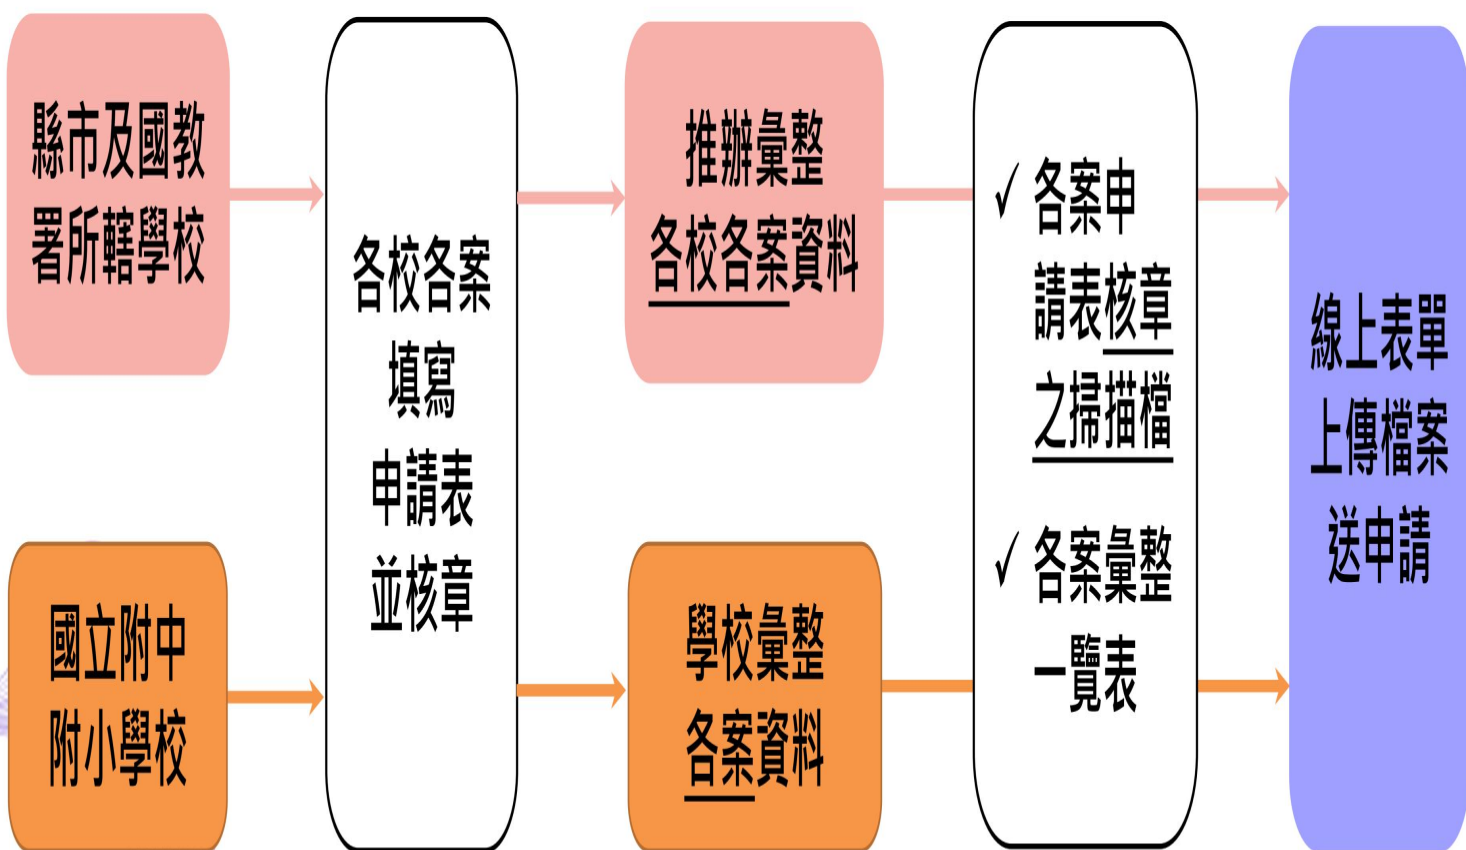 縣市及國教
署所轄學校
國立附中
附小學校
各校各案
填寫
申請表
並核章
推辦彙整
各校各案資料
學校彙整
各案資料
✓ 各案申
請表核章
之掃描檔
✓ 各案彙整
一覽表
線上表單
上傳檔案
送申請